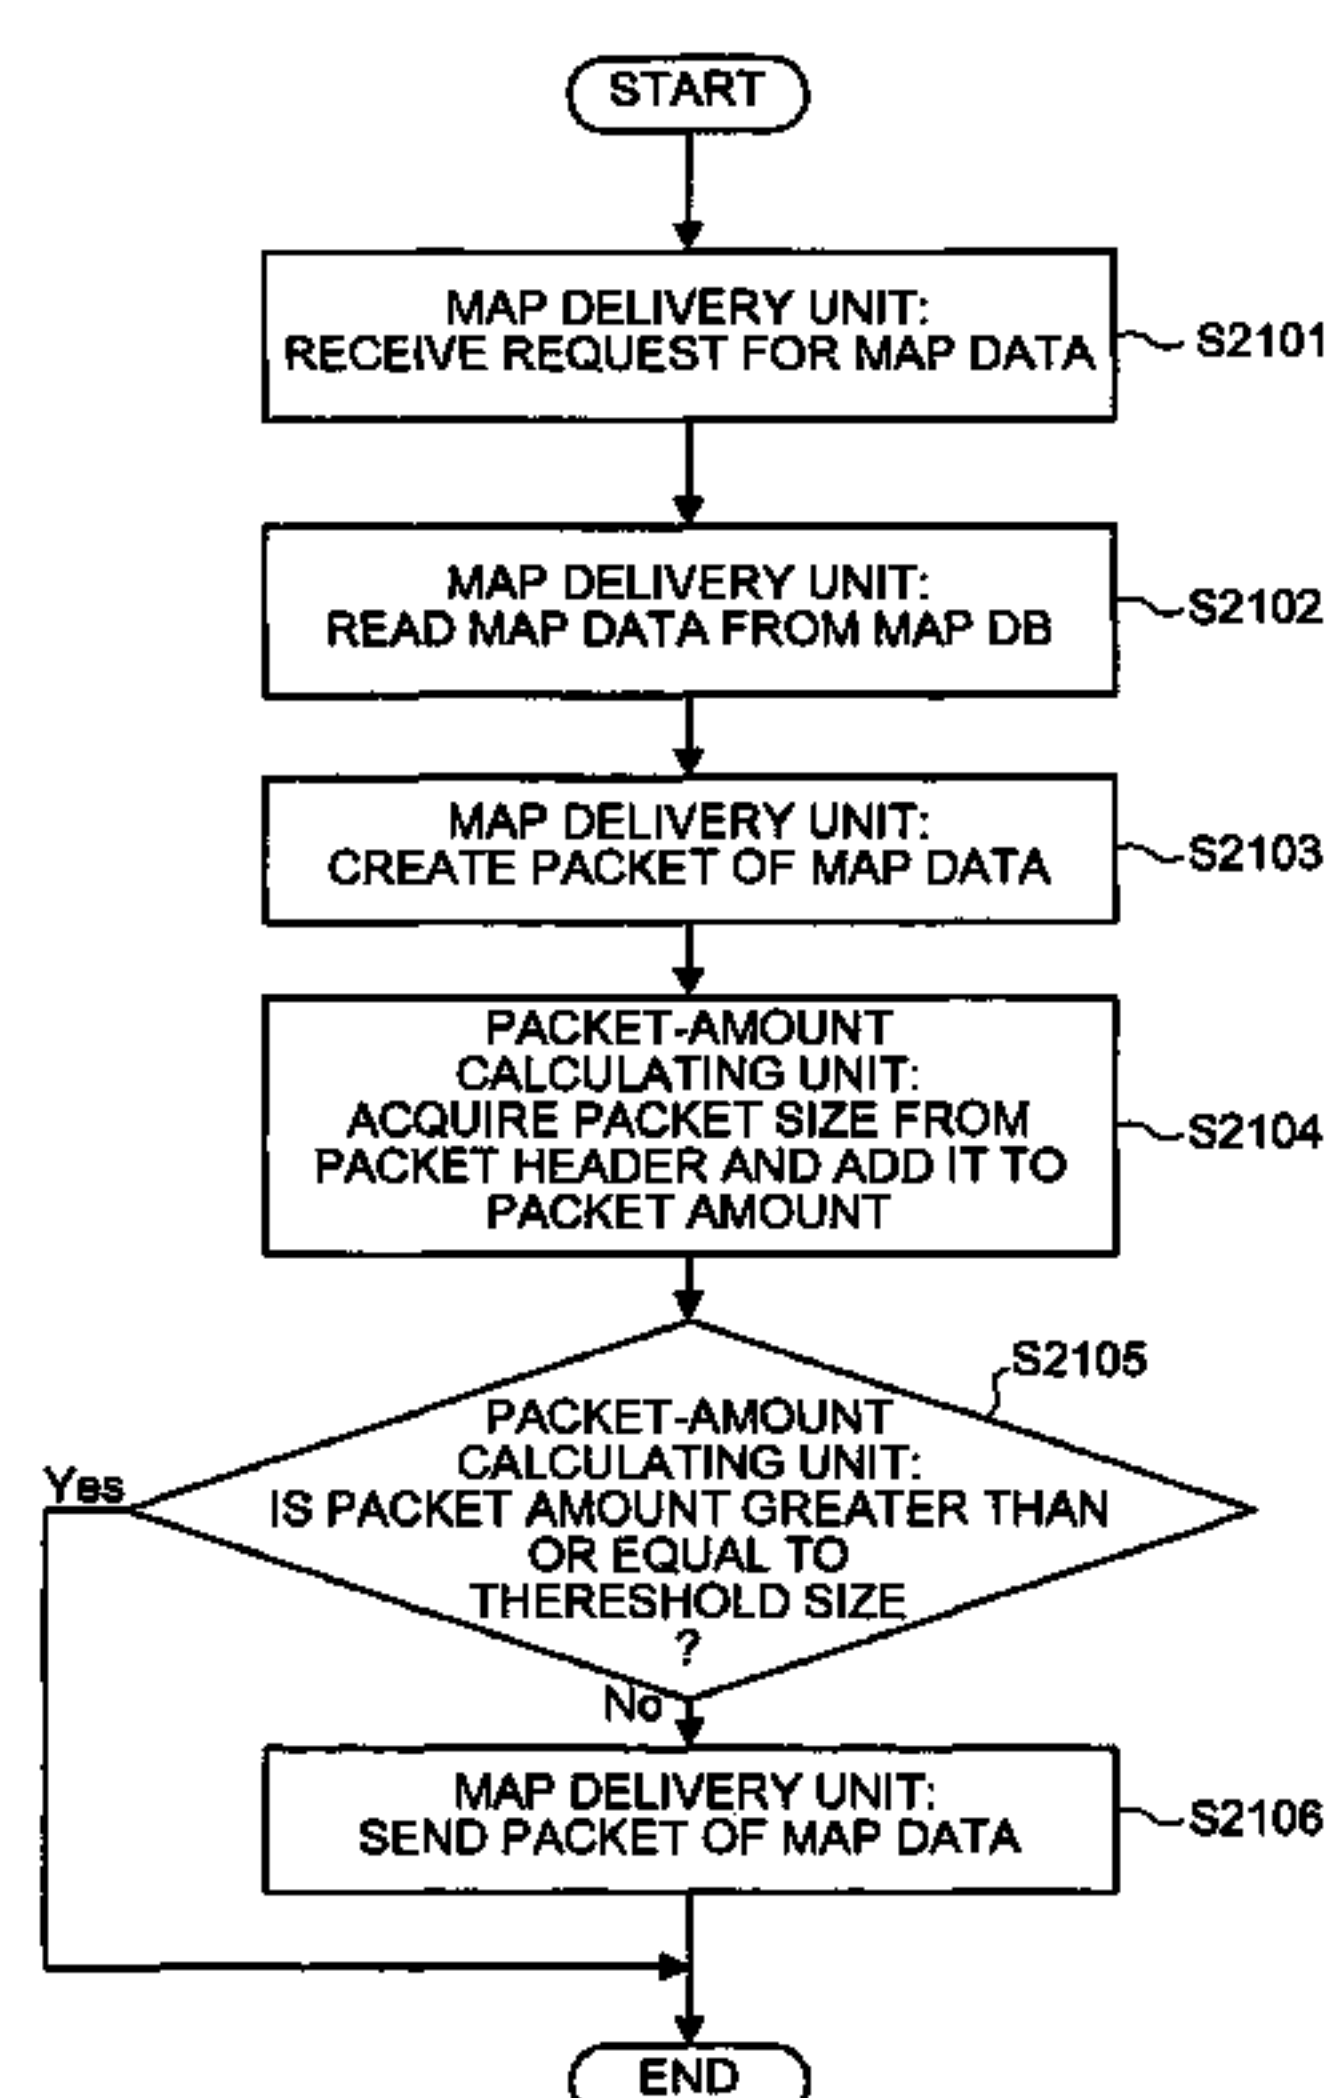 START
MAP DELIVERY UNIT:
RECEIVE REQUEST FOR MAP DATA
S2101
MAP DELIVERY UNIT:
READ MAP DATA FROM MAP DB
S2102
MAP DELIVERY UNIT:
CREATE PACKET OF MAP DATA
S2103
PACKET-AMOUNT
CALCULATING UNIT:
ACQUIRE PACKET SIZE FROM
PACKET HEADER AND ADD IT TO
PACKET AMOUNT
S2104
S2105
PACKET-AMOUNT
CALCULATING UNIT:
IS PACKET AMOUNT GREATER THAN
OR EQUAL TO
THERESHOLD SIZE
?
Yes
No
MAP DELIVERY UNIT:
SEND PACKET OF MAP DATA
S2106
END